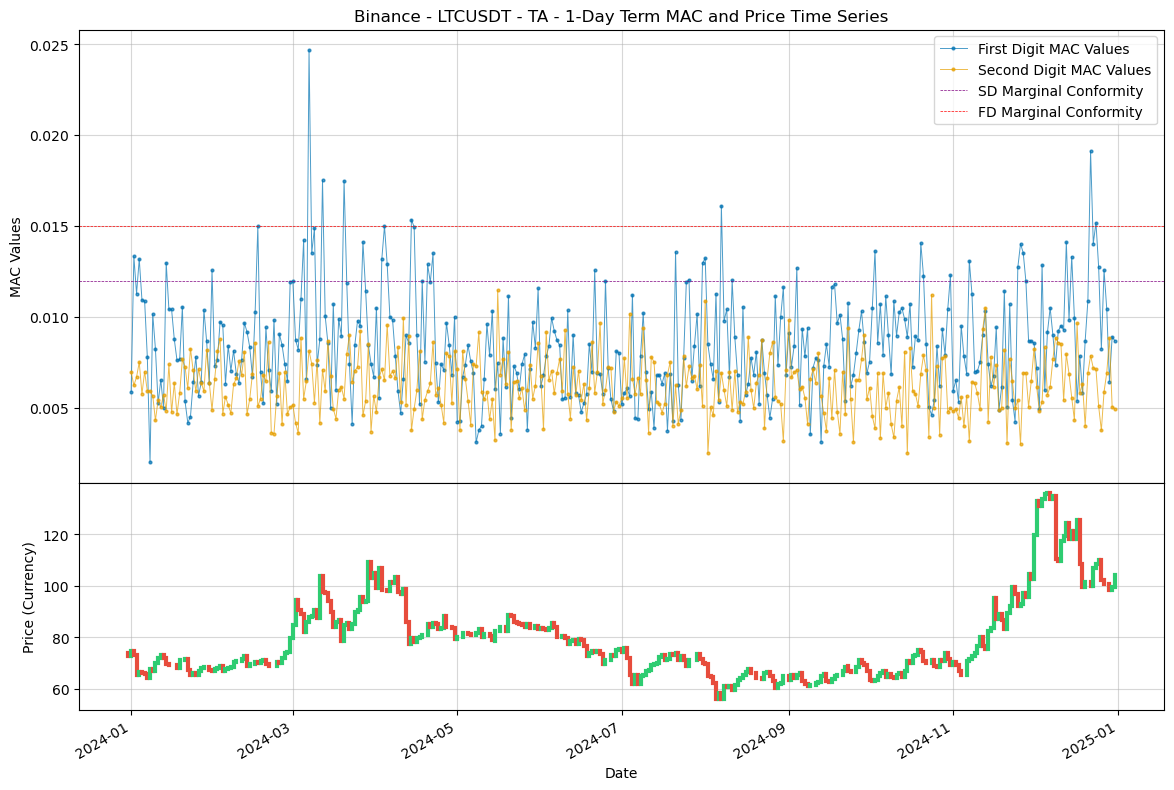 Binance - LTCUSDT - TA - 1-Day Term MAC and Price Time Series
First Digit MAC Values
Second Digit MAC Values
SD Marginal Conformity
FD Marginal Conformity
MAC Values
0.025
0.020
0.015
0.010
0.005
Price (Currency)
120
100
80
60
2024-01
2024-03
2024-05
2024-07
2024-09
2024-11
2025-01
Date